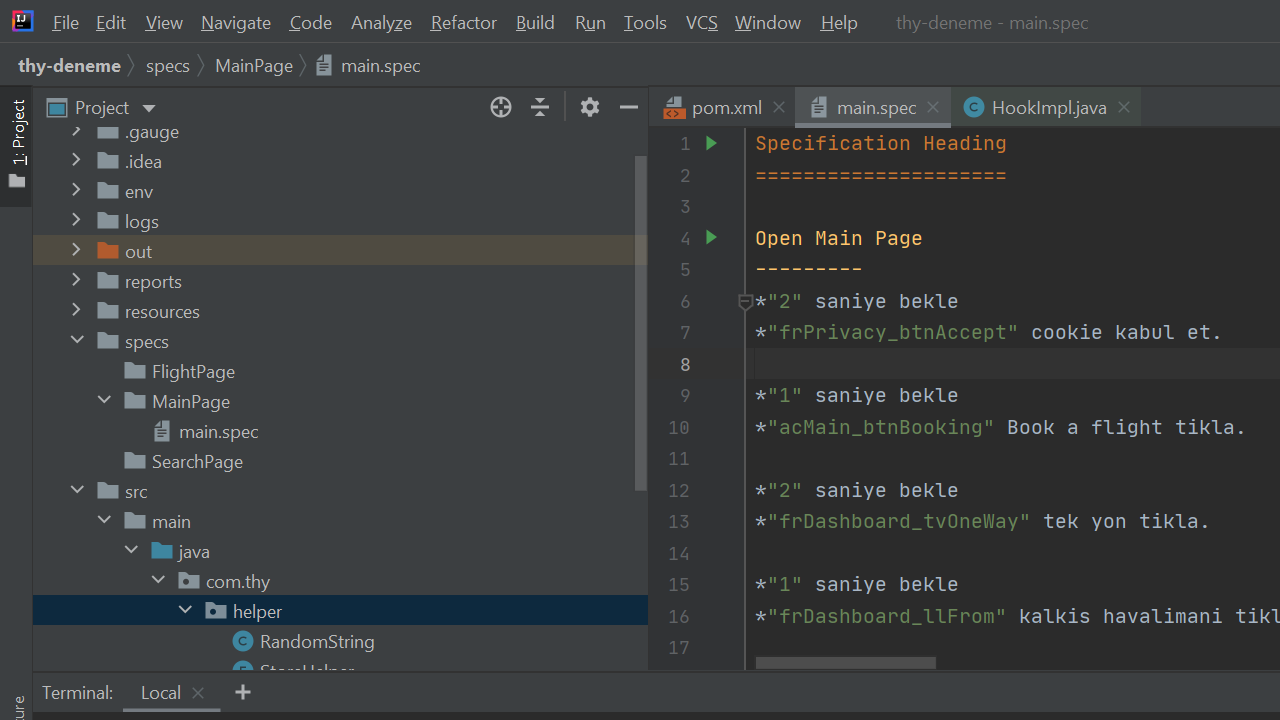 File Edit View Navigate Code Analyze Refactor Build Run Tools VCS Window Help thy-deneme - main.spec
thy-deneme specs MainPage main.spec
1: Project
Project
.gauge
.idea
env
logs
out
reports
resources
specs
FlightPage
MainPage
main.spec
SearchPage
src
main
java
com.thy
helper
RandomString
pom.xml main.spec HookImpl.java
1 Specification Heading
2 =====================
3
4 Open Main Page
5 ---------
6 *"2" saniye bekle
7 *"frPrivacy_btnAccept" cookie kabul et.
8
9 *"1" saniye bekle
10 *"acMain_btnBooking" Book a flight tikla.
11
12 *"2" saniye bekle
13 *"frDashboard_tvOneWay" tek yon tikla.
14
15 *"1" saniye bekle
16 *"frDashboard_llFrom" kalkis havalimani tikl
17
Terminal: Local +